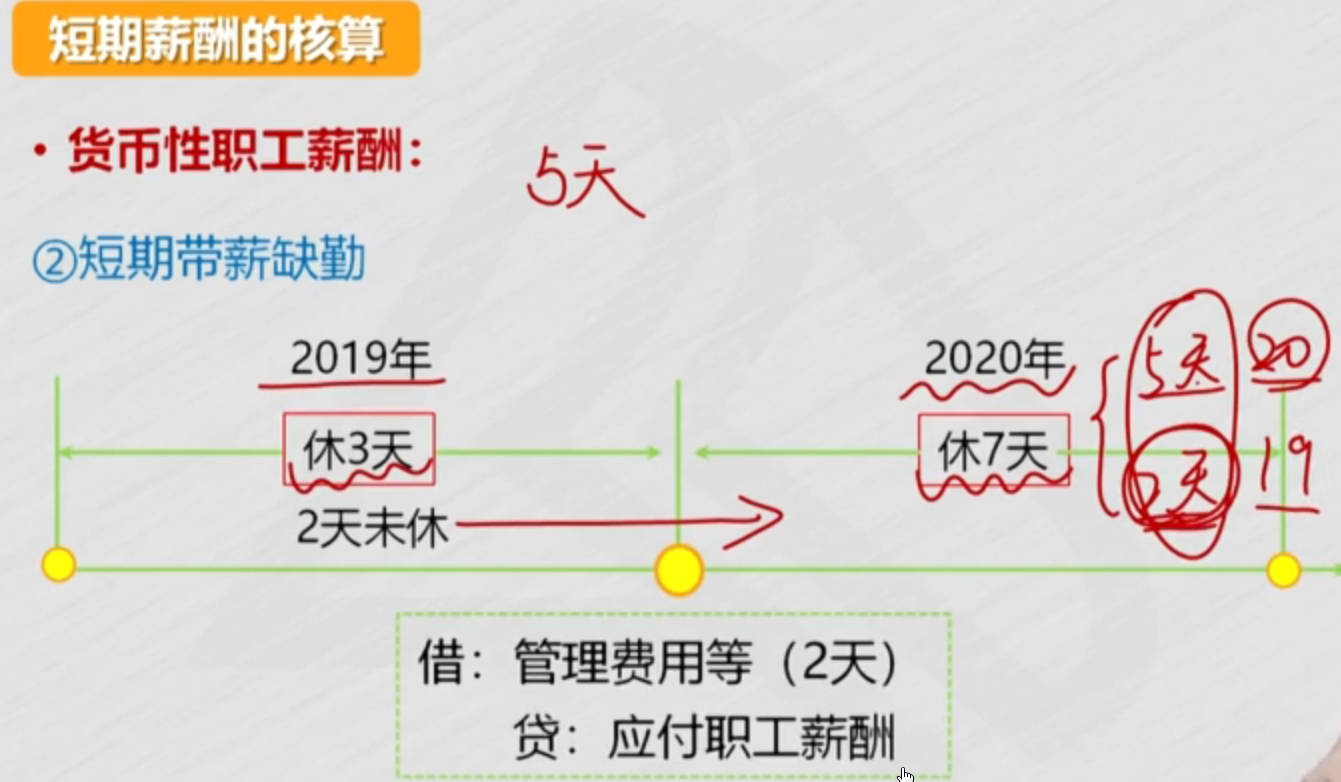 短期薪酬的核算
• 货币性职工薪酬：
5天
②短期带薪缺勤
2019年
2020年
5天 20
休3天
休7天
2天 19
2天未休
借：管理费用等（2天）
贷：应付职工薪酬